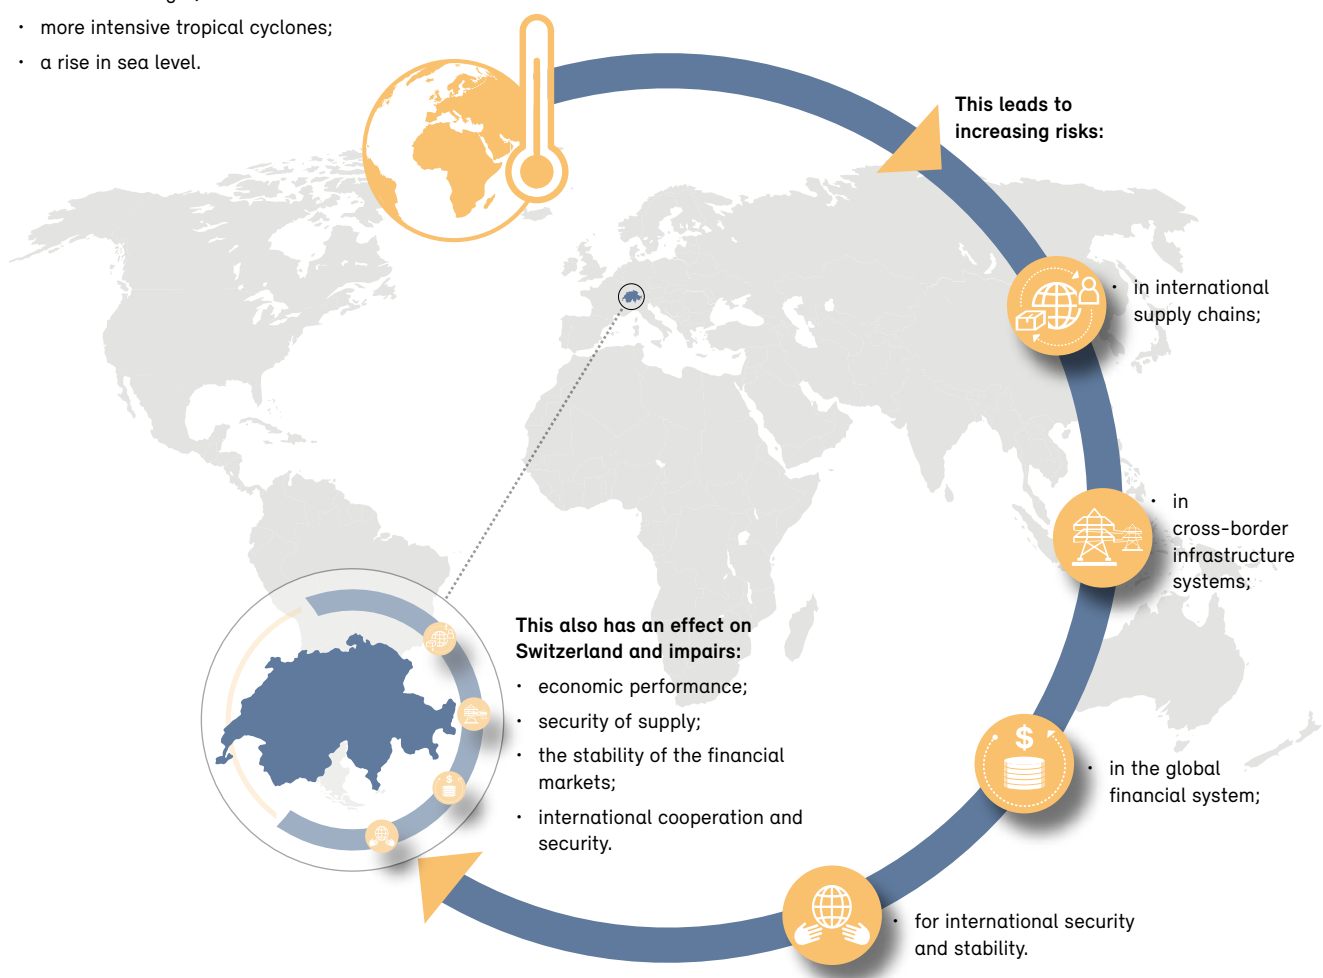 • more intensive tropical cyclones;
• a rise in sea level.
This leads to
increasing risks:
• in international
supply chains;
• in
cross-border
infrastructure
systems;
• in the global
financial system;
• for international security
and stability.
This also has an effect on
Switzerland and impairs:
• economic performance;
• security of supply;
• the stability of the financial
markets;
• international cooperation and
security.
$
$